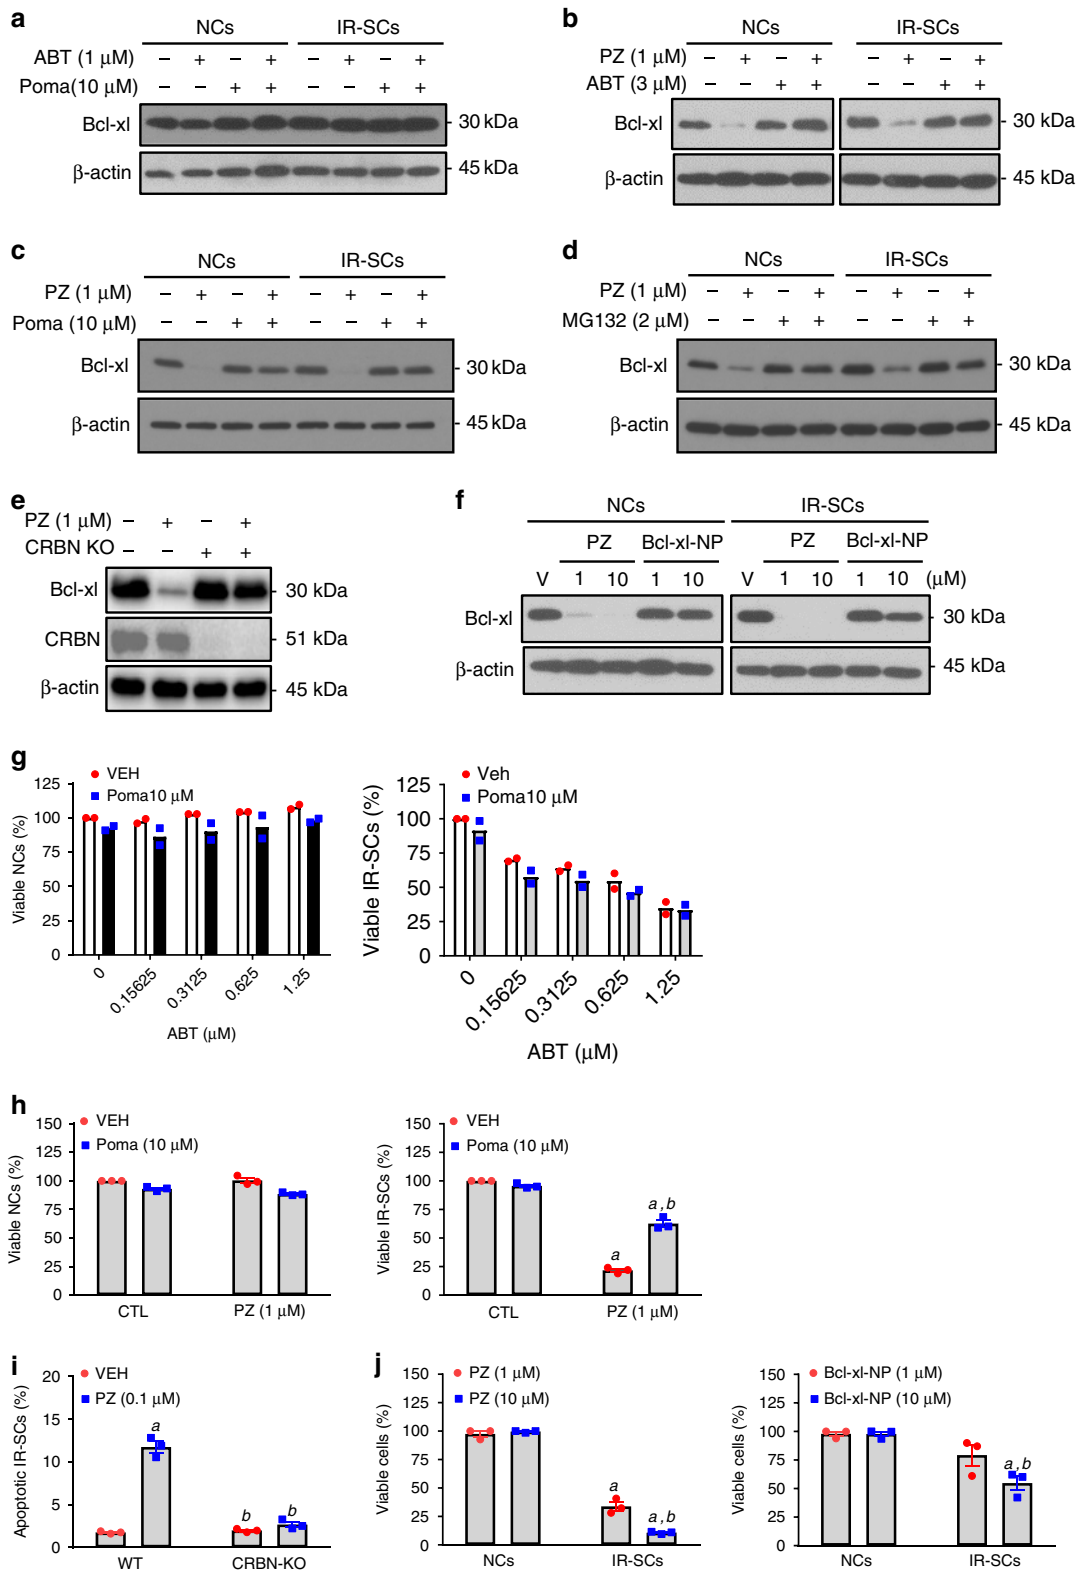 a
NCs IR-SCs
ABT (1 μM) − + − + − + − +
Poma(10 μM) − − + + − − + +
Bcl-xl 30 kDa
β-actin 45 kDa
b
NCs IR-SCs
PZ (1 μM) − + − + − + − +
ABT (3 μM) − − + + − − + +
Bcl-xl 30 kDa
β-actin 45 kDa
c
NCs IR-SCs
PZ (1 μM) − + − + − + − +
Poma (10 μM) − − + + − − + +
Bcl-xl 30 kDa
β-actin 45 kDa
d
NCs IR-SCs
PZ (1 μM) − + − + − + − +
MG132 (2 μM) − − + + − − + +
Bcl-xl 30 kDa
β-actin 45 kDa
e
PZ (1 μM) − + − +
CRBN KO − − + +
Bcl-xl 30 kDa
CRBN 51 kDa
β-actin 45 kDa
f
NCs IR-SCs
PZ Bcl-xl-NP PZ Bcl-xl-NP
V 1 10 1 10 V 1 10 1 10 (μM)
Bcl-xl 30 kDa
β-actin 45 kDa
g
VEH
Poma10 μM
Viable NCs (%)
125
100
75
50
25
0
0 0.15625 0.3125 0.625 1.25
ABT (μM)
Veh
Poma10 μM
Viable IR-SCs (%)
125
100
75
50
25
0
0 0.15625 0.3125 0.625 1.25
ABT (μM)
h
VEH
Poma (10 μM)
Viable NCs (%)
150
125
100
75
50
25
0
CTL PZ (1 μM)
VEH
Poma (10 μM)
Viable IR-SCs (%)
150
125
100
75
50
25
0
a a,b
CTL PZ (1 μM)
i
VEH
PZ (0.1 μM)
Apoptotic IR-SCs (%)
20
15
10
5
0
a b b
WT CRBN-KO
j
PZ (1 μM)
PZ (10 μM)
Viable cells (%)
150
125
100
75
50
25
0
a a,b
NCs IR-SCs
Bcl-xl-NP (1 μM)
Bcl-xl-NP (10 μM)
Viable cells (%)
150
125
100
75
50
25
0
a,b
NCs IR-SCs